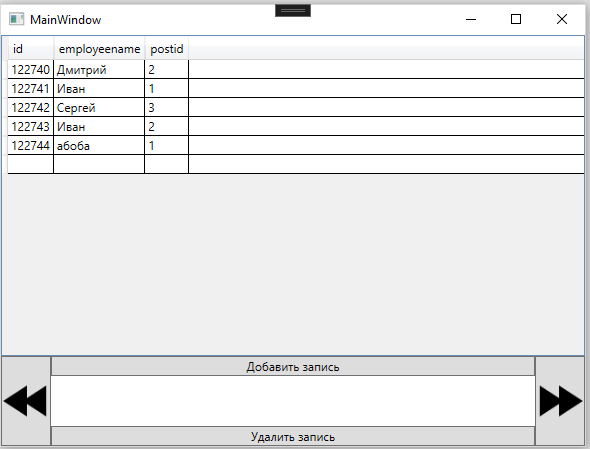 MainWindow
id employeename postid
122740 Дмитрий 2
122741 Иван 1
122742 Сергей 3
122743 Иван 2
122744 абоба 1
Добавить запись
Удалить запись